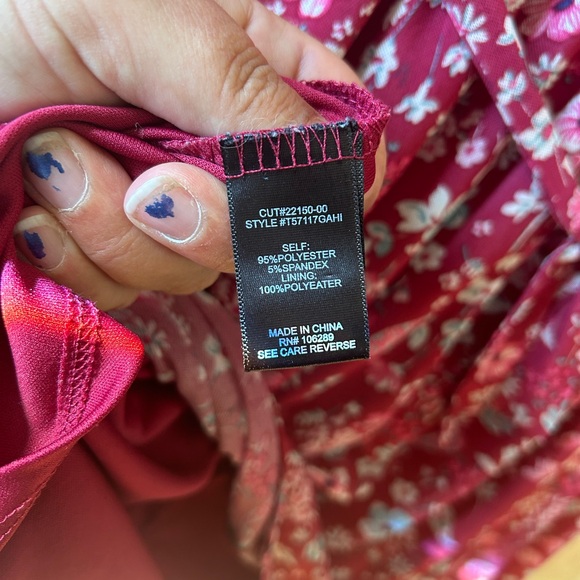 CUT#22150-00
STYLE #T57117GAHI
SELF:
95%POLYESTER
5%SPANDEX
LINING:
100%POLYEATER
MADE IN CHINA
RN# 106289
SEE CARE REVERSE